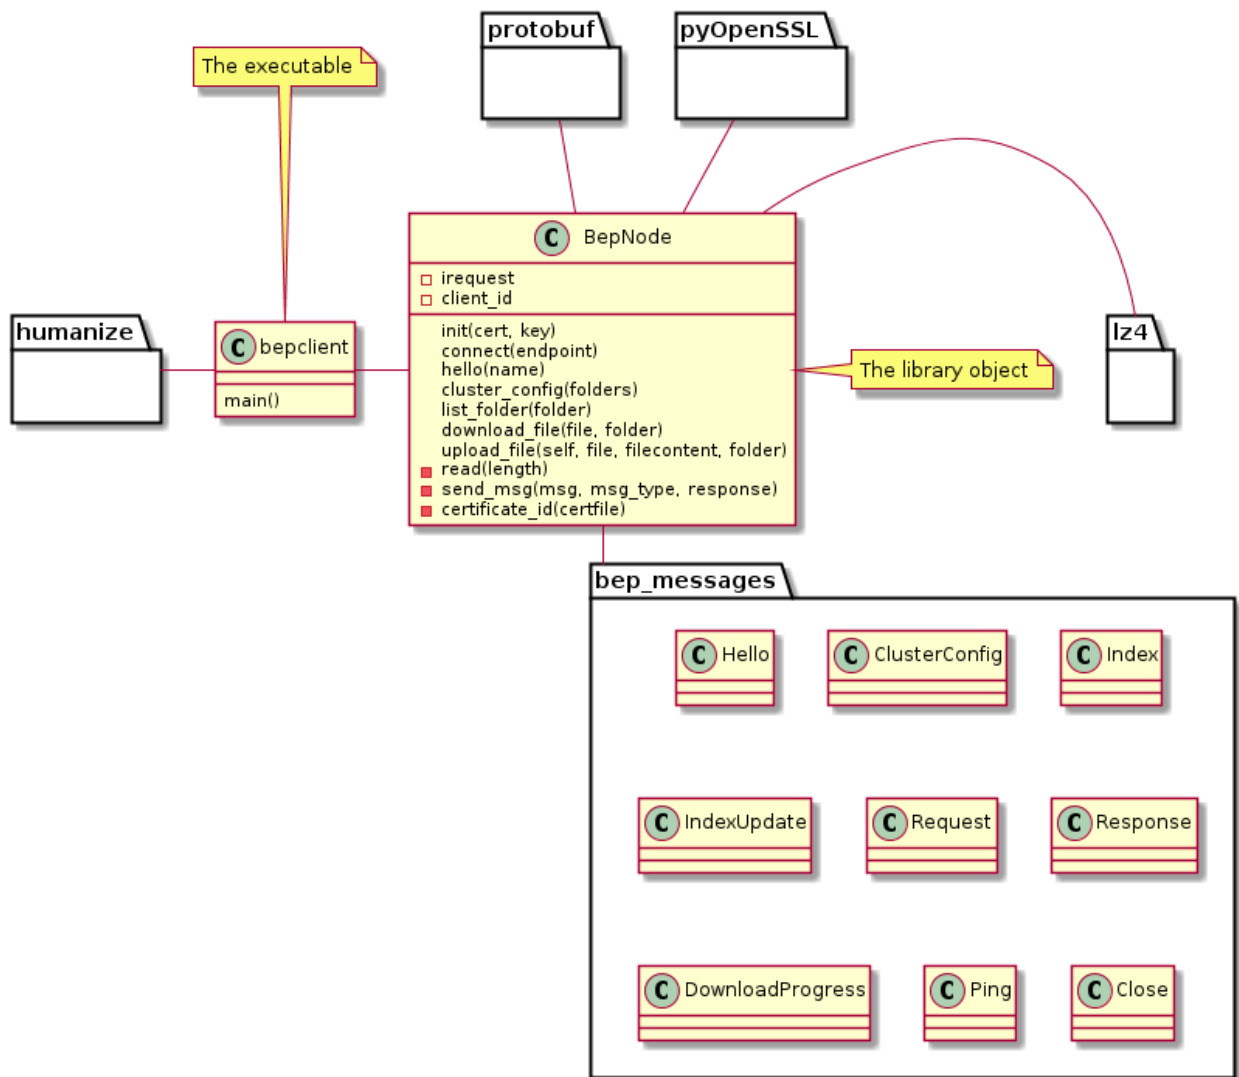 protobuf
pyOpenSSL
The executable
C BepNode
irequest
client_id
humanize
C bepclient
main()
init(cert, key)
connect(endpoint)
hello(name)
cluster_config(folders)
list_folder(folder)
download_file(file, folder)
upload_file(self, file, filecontent, folder)
read(length)
send_msg(msg, msg_type, response)
certificate_id(certfile)
The library object
lz4
bep_messages
C Hello
C ClusterConfig
C Index
C IndexUpdate
C Request
C Response
C DownloadProgress
C Ping
C Close